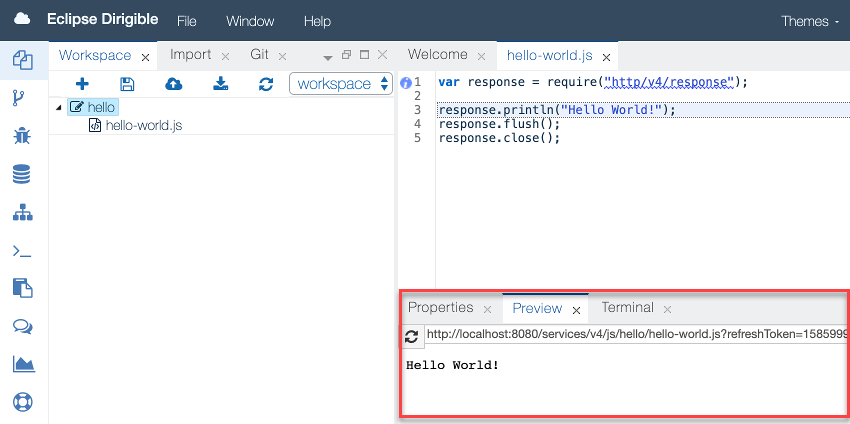 Eclipse Dirigible File Window Help Themes
Workspace Import Git Welcome hello-world.js
workspace
hello
hello-world.js
1 var response = require("http/v4/response");
2
3 response.println("Hello World!");
4 response.flush();
5 response.close();
Properties Preview Terminal
http://localhost:8080/services/v4/js/hello/hello-world.js?refreshToken=1585999
Hello World!